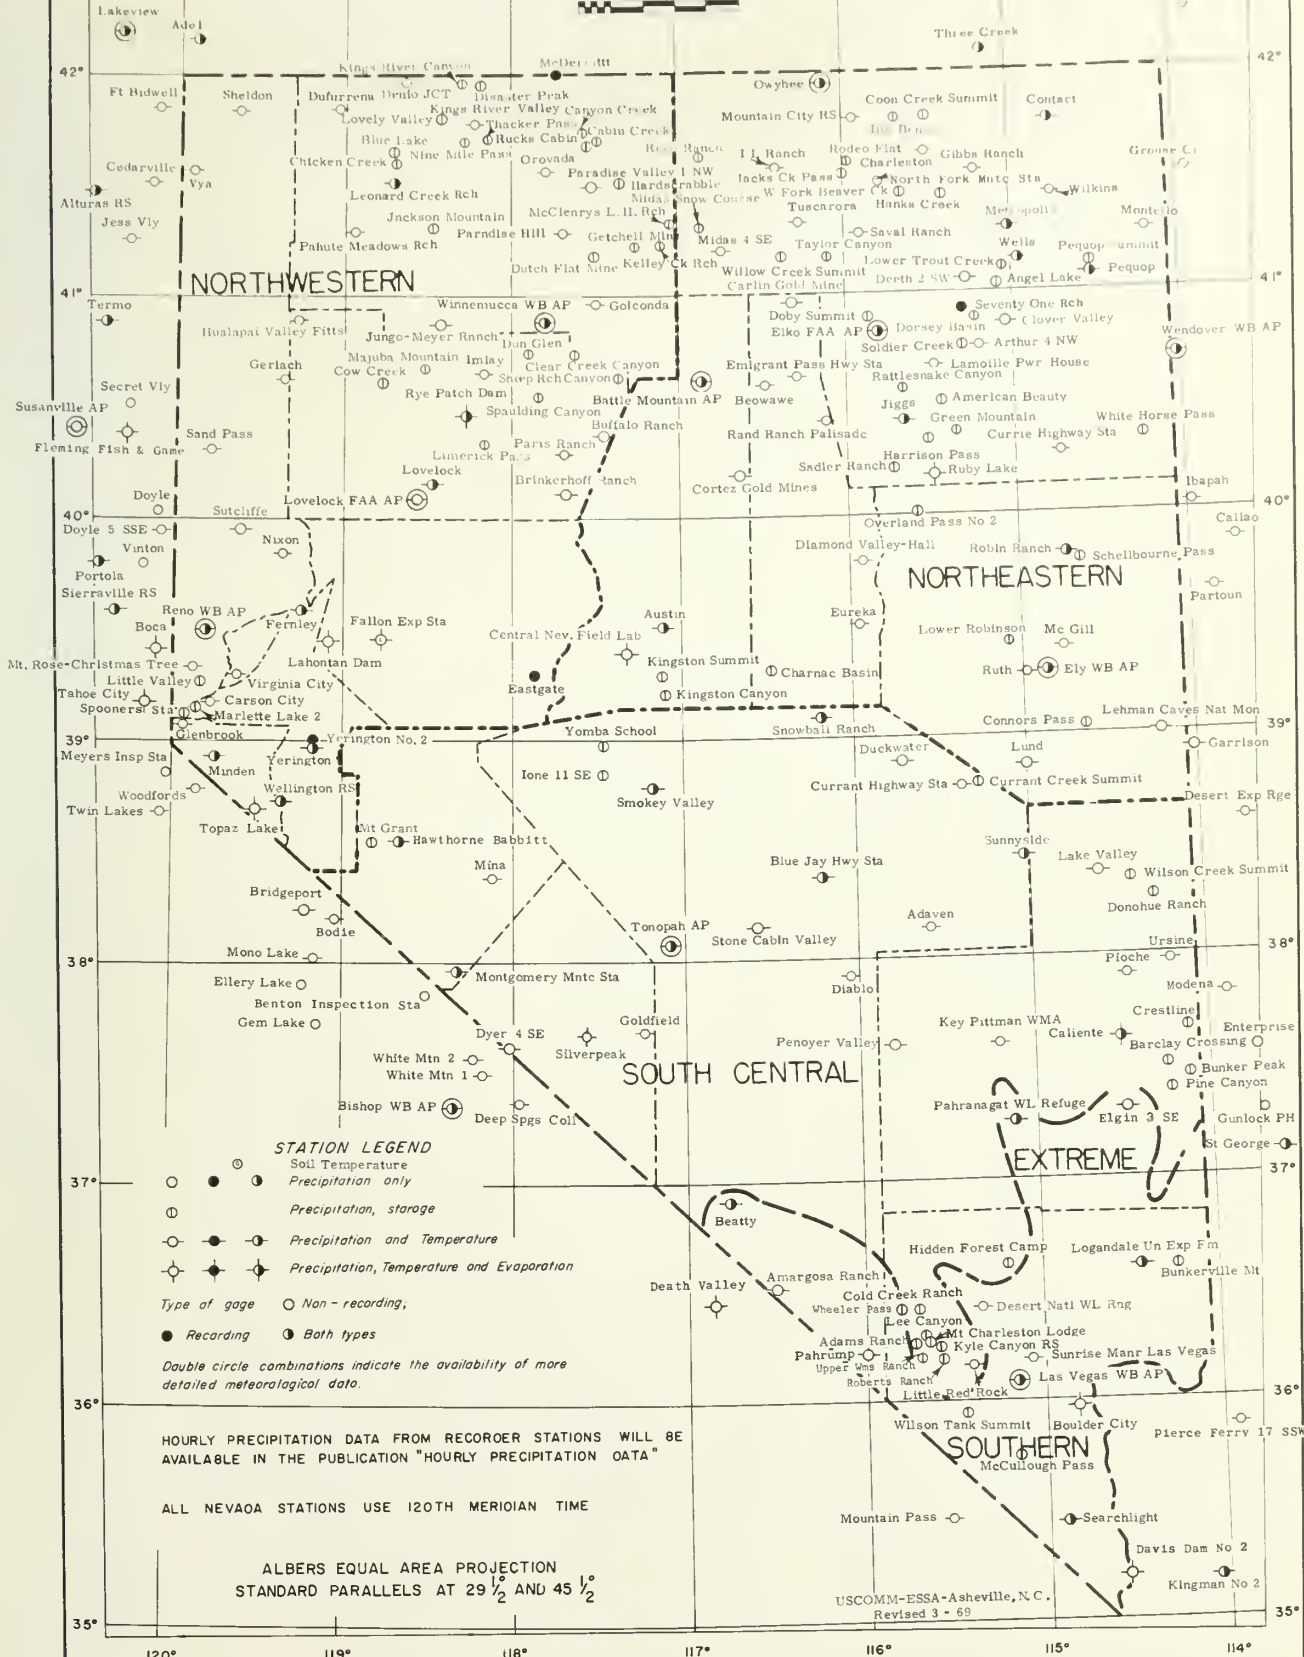 Lakeview
Adel
Three Creek
42°
42°
Kings River Canyon
McDermitt
Owyhee
Ft Bidwell
Sheldon
Dufurrena
Denio JCT
Disaster Peak
Coon Creek Summit
Contact
Kings River Valley
Canyon Creek
Mountain City RS
Lovely Valley
Thacker Pass
Cabin Creek
Blue Lake
Rucks Cabin
Rodeo Flat
Grouse Cr
Nine Mile Pass
Orovada
Charleston
Gibbs Ranch
Cedarville
Vya
Chicken Creek
Paradise Valley 1 NW
Jacks Ck Pass
North Fork Mntc Sta
Hardscrabble
W Fork Beaver Ck
Wilkins
Alturas RS
Leonard Creek Rch
Midas Snow Course
Hanks Creek
Jess Vly
Jackson Mountain
McClenrys L.H. Rch
Tuscarora
Metropoli
Montello
Pahute Meadows Rch
Paradise Hill
Getchell Mine
Midas 4 SE
Saval Ranch
Wells
Pequop Summit
Taylor Canyon
Lower Trout Creek
Pequop
Dutch Flat Mine
Kelley Ck Rch
Willow Creek Summit
Deeth 2 SW
Angel Lake
NORTHWESTERN
Carlin Gold Mine
41°
41°
Termo
Winnemucca WB AP
Golconda
Seventy One Rch
Hualapai Valley Fitts
Jungo-Meyer Ranch
Doby Summit
Dorsey Basin
Clover Valley
Elko FAA AP
Wendover WB AP
Dun Glen
Soldier Creek
Arthur 4 NW
Majuba Mountain
Imlay
Clear Creek Canyon
Emigrant Pass Hwy Sta
Lamoille Pwr House
Gerlach
Cow Creek
Sheep Rch Canyon
Rattlesnake Canyon
Secret Vly
Rye Patch Dam
Battle Mountain AP
Beowawe
Jiggs
American Beauty
Susanville AP
Spaulding Canyon
Green Mountain
White Horse Pass
Buffalo Ranch
Rand Ranch Palisade
Currie Highway Sta
Fleming Fish & Game
Sand Pass
Limerick Pass
Paris Ranch
Harrison Pass
Lovelock
Sadler Ranch
Ruby Lake
Brinkerhoff Ranch
Cortez Gold Mines
Doyle
Lovelock FAA AP
Ibapah
40°
40°
Sutcliffe
Overland Pass No 2
Callao
Doyle 5 SSE
Vinton
Nixon
Diamond Valley-Hall
Robin Ranch
Schellbourne Pass
Portola
NORTHEASTERN
Sierraville RS
Partoun
Reno WB AP
Austin
Eureka
Boca
Fernley
Fallon Exp Sta
Central Nev. Field Lab
Lower Robinson
Mc Gill
Mt. Rose-Christmas Tree
Lahontan Dam
Kingston Summit
Charnac Basin
Ruth
Ely WB AP
Little Valley
Virginia City
Eastgate
Tahoe City
Carson City
Kingston Canyon
Spooners Sta
Marlette Lake 2
Connors Pass
Lehman Caves Nat Mon
Glenbrook
Snowball Ranch
39°
39°
Yerington No. 2
Yomba School
Garrison
Meyers Insp Sta
Minden
Yerington
Duckwater
Lund
Woodfords
Wellington RS
Ione 11 SE
Currant Highway Sta
Currant Creek Summit
Twin Lakes
Smokey Valley
Desert Exp Rge
Topaz Lake
Mt Grant
Hawthorne Babbitt
Sunnyside
Mina
Blue Jay Hwy Sta
Lake Valley
Wilson Creek Summit
Bridgeport
Donohue Ranch
Bodie
Adaven
Tonopah AP
Stone Cabin Valley
Ursine
Mono Lake
38°
38°
Pioche
Ellery Lake
Montgomery Mntc Sta
Diablo
Modena
Benton Inspection Sta
Crestline
Gem Lake
Dyer 4 SE
Goldfield
Key Pittman WMA
Caliente
Enterprise
Silverpeak
Penoyer Valley
Barclay Crossing
White Mtn 2
Bunker Peak
White Mtn 1
SOUTH CENTRAL
Pine Canyon
Bishop WB AP
Deep Spgs Coll
Pahranagat WL Refuge
Elgin 3 SE
Gunlock PH
St George
STATION LEGEND
Soil Temperature
EXTREME
37°
37°
Precipitation only
Precipitation, storage
Beatty
Precipitation and Temperature
Hidden Forest Camp
Logandale Un Exp Fm
Precipitation, Temperature and Evaporation
Bunkerville Mt
Death Valley
Amargosa Ranch
Type of gage Non - recording;
Cold Creek Ranch
Wheeler Pass
Desert Natl WL Rng
Recording Both types
Lee Canyon
Adams Ranch
Mt Charleston Lodge
Pahrump
Kyle Canyon RS
Double circle combinations indicate the availability of more
Upper Wms Ranch
Sunrise Manr Las Vegas
detailed meteorological data.
Roberts Ranch
Las Vegas WB AP
Little Red Rock
36°
36°
Wilson Tank Summit
Boulder City
Pierce Ferry 17 SSW
HOURLY PRECIPITATION DATA FROM RECORDER STATIONS WILL BE
SOUTHERN
AVAILABLE IN THE PUBLICATION "HOURLY PRECIPITATION DATA"
McCullough Pass
ALL NEVADA STATIONS USE 120TH MERIDIAN TIME
Mountain Pass
Searchlight
Davis Dam No 2
ALBERS EQUAL AREA PROJECTION
STANDARD PARALLELS AT 29 ½° AND 45 ½°
Kingman No 2
USCOMM-ESSA-Asheville, N.C.
Revised 3 - 69
35°
35°
120°
119°
118°
117°
116°
115°
114°